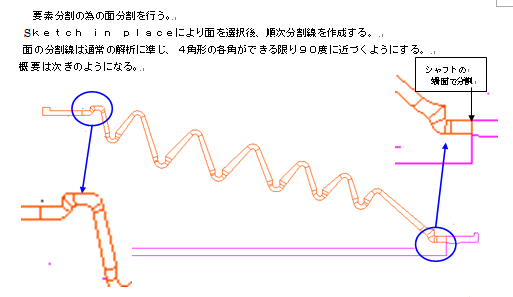 要素分割の為の面分割を行う。
Sketch in placeにより面を選択後、順次分割線を作成する。
面の分割線は通常の解析に準じ、4角形の各角ができる限り90度に近づくようにする。
概要は次ぎのようになる。
シャフトの
端面で分割